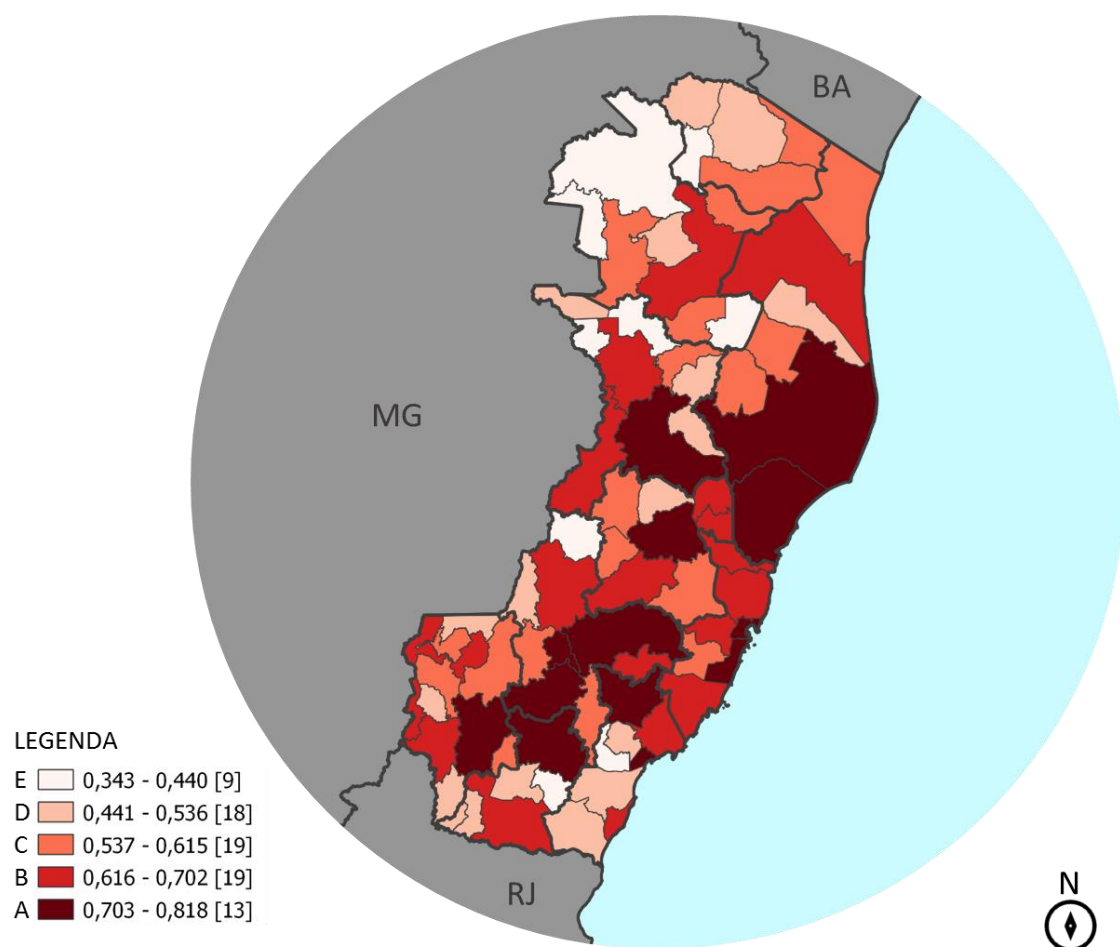 BA
MG
LEGENDA
E 0,343 - 0,440 [9]
D 0,441 - 0,536 [18]
C 0,537 - 0,615 [19]
B 0,616 - 0,702 [19]
A 0,703 - 0,818 [13]
RJ
N